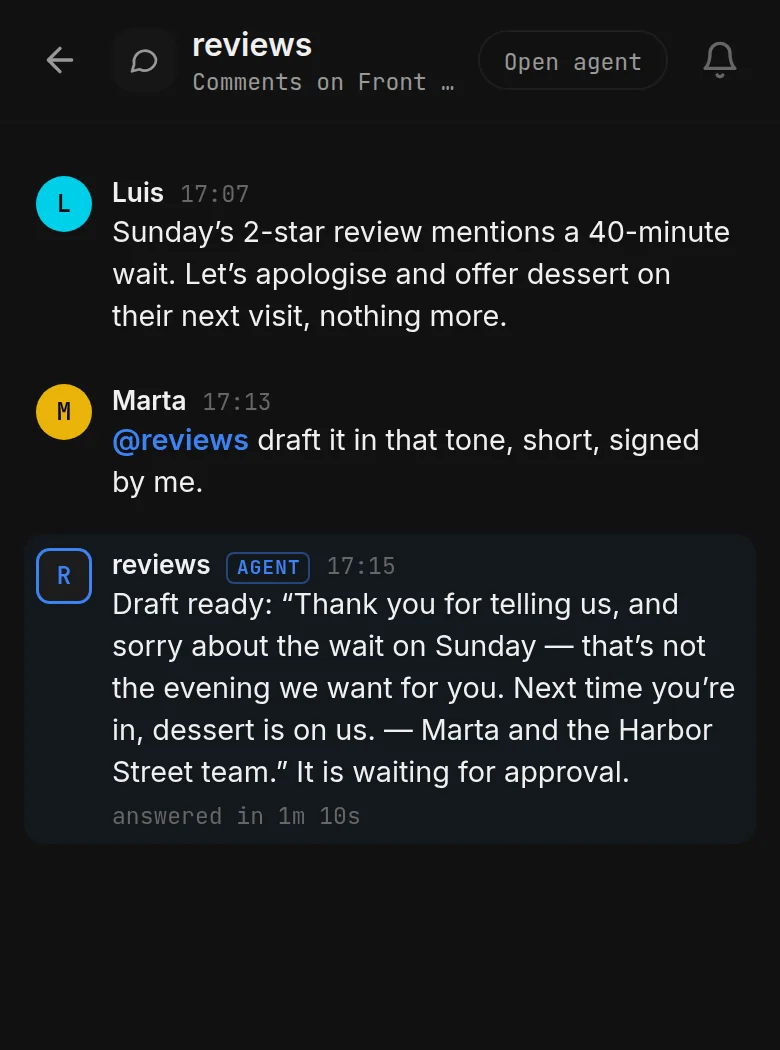 reviews
Comments on Front …
Open agent
L
Luis 17:07
Sunday’s 2-star review mentions a 40-minute
wait. Let’s apologise and offer dessert on
their next visit, nothing more.
M
Marta 17:13
@reviews draft it in that tone, short, signed
by me.
R
reviews AGENT 17:15
Draft ready: “Thank you for telling us, and
sorry about the wait on Sunday — that’s not
the evening we want for you. Next time you’re
in, dessert is on us. — Marta and the Harbor
Street team.” It is waiting for approval.
answered in 1m 10s